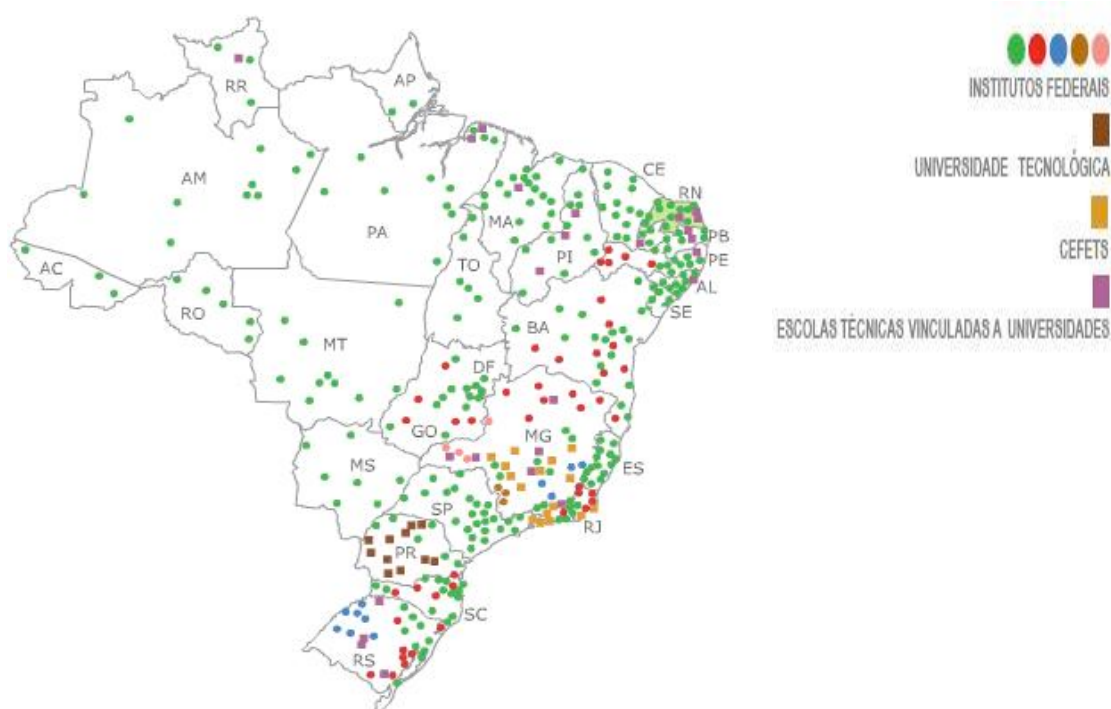 RR
AP
AM
PA
MA
CE
RN
PB
PE
AL
SE
PI
TO
AC
RO
MT
BA
DF
GO
MG
ES
MS
SP
RJ
PR
SC
RS
INSTITUTOS FEDERAIS
UNIVERSIDADE TECNOLÓGICA
CEFETS
ESCOLAS TÉCNICAS VINCULADAS A UNIVERSIDADES